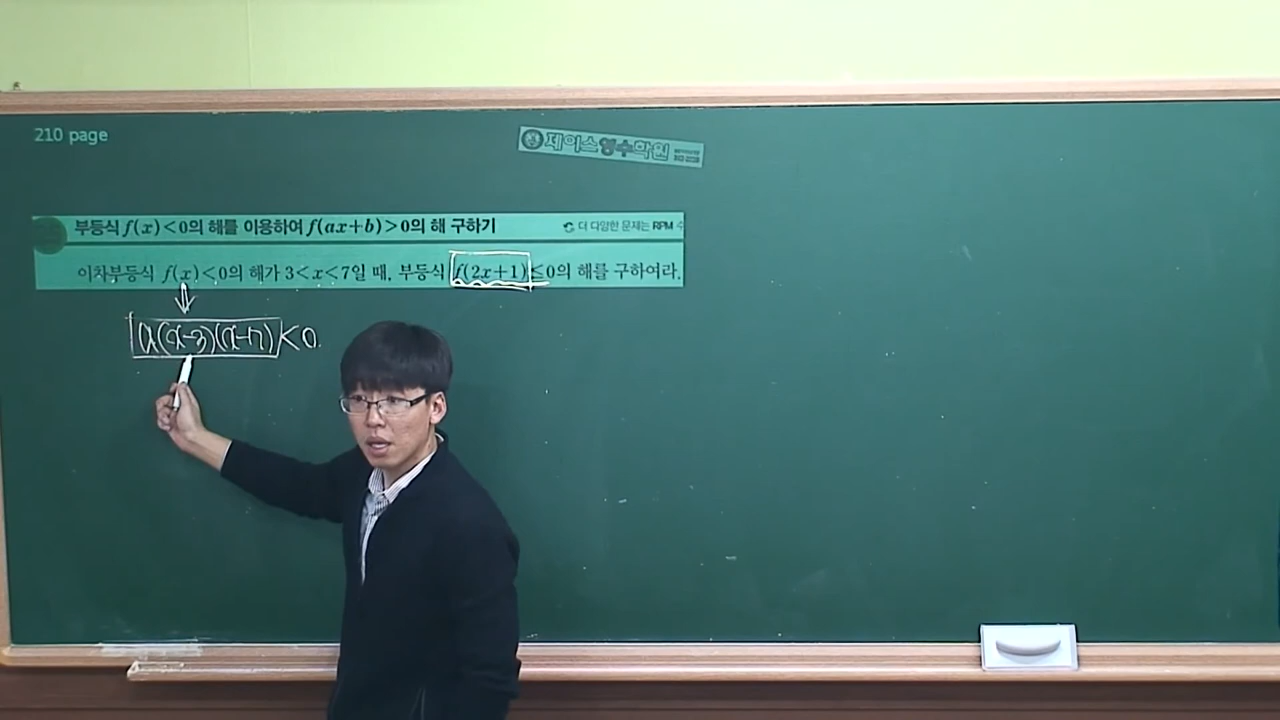 210 page
제이스영수학원
부등식 f(x)<0의 해를 이용하여 f(ax+b)>0의 해 구하기
더 다양한 문제는 RPM 수
이차부등식 f(x)<0의 해가 3<x<7일 때, 부등식 f(2x+1)≤0의 해를 구하여라.
a(x-3)(x-7)<0.